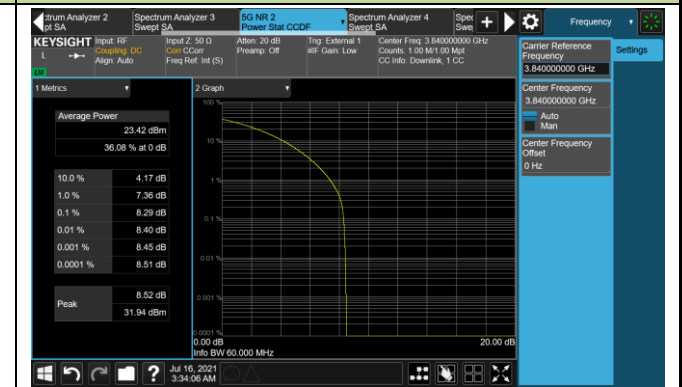 ctrum Analyzer 2
pt SA
Spectrum Analyzer 3
Swept SA
5G NR 2
Power Stat CCDF
Spectrum Analyzer 4
Swept SA
Spec
Swe
Frequency
KEYSIGHT
L
Input: RF
Coupling: DC
Align: Auto
Input Z: 50 Ω
Corr CCorr
Freq Ref: Int (S)
Atten: 20 dB
Preamp: Off
Trig: External 1
#IF Gain: Low
Center Freq: 3.840000000 GHz
Counts: 1.00 M/1.00 Mpt
CC Info: Downlink, 1 CC
Carrier Reference
Frequency
3.840000000 GHz
Settings
Center Frequency
3.840000000 GHz
Auto
Man
Center Frequency
Offset
0 Hz
1 Metrics
Average Power
23.42 dBm
36.08 % at 0 dB
10.0 % 4.17 dB
1.0 % 7.36 dB
0.1 % 8.29 dB
0.01 % 8.40 dB
0.001 % 8.45 dB
0.0001 % 8.51 dB
Peak
8.52 dB
31.94 dBm
2 Graph
100 %
10 %
1 %
0.1 %
0.01 %
0.001 %
0.0001 %
0.00 dB
20.00 dB
Info BW 60.000 MHz
Jul 16, 2021
3:34:06 AM